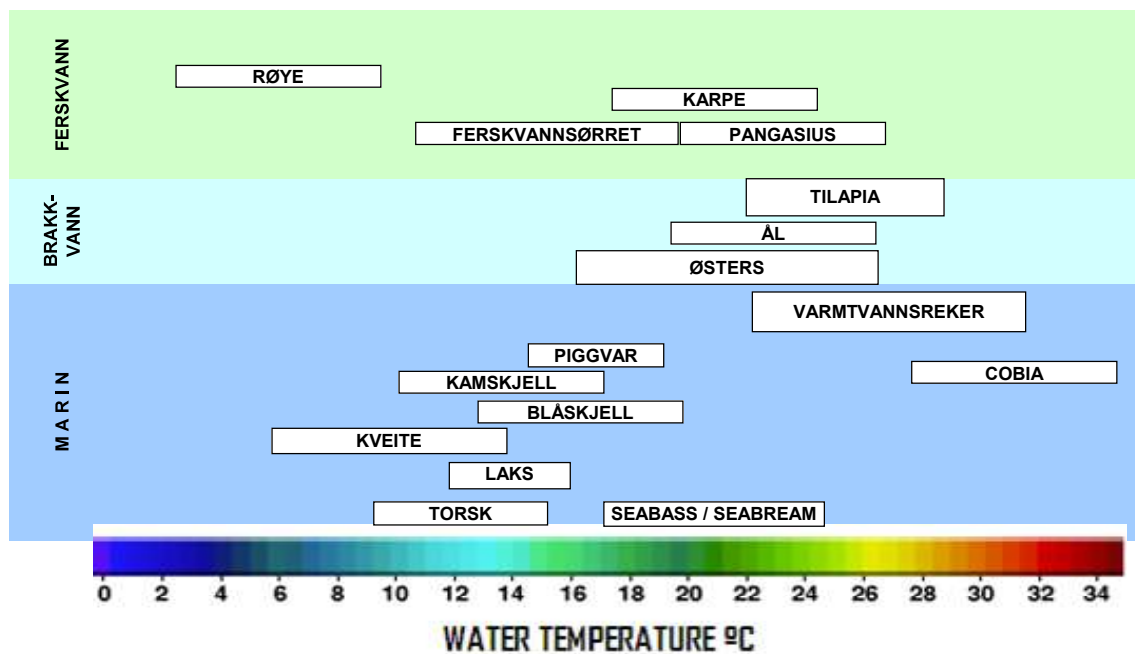 FERSKVANN
RØYE
KARPE
FERSKVANNSØRRET
PANGASIUS
BRAKK-
VANN
TILAPIA
ÅL
ØSTERS
M A R I N
VARMTVANNSREKER
PIGGVAR
COBIA
KAMSKJELL
BLÅSKJELL
KVEITE
LAKS
TORSK
SEABASS / SEABREAM
0 2 4 6 8 10 12 14 16 18 20 22 24 26 28 30 32 34
WATER TEMPERATURE ºC